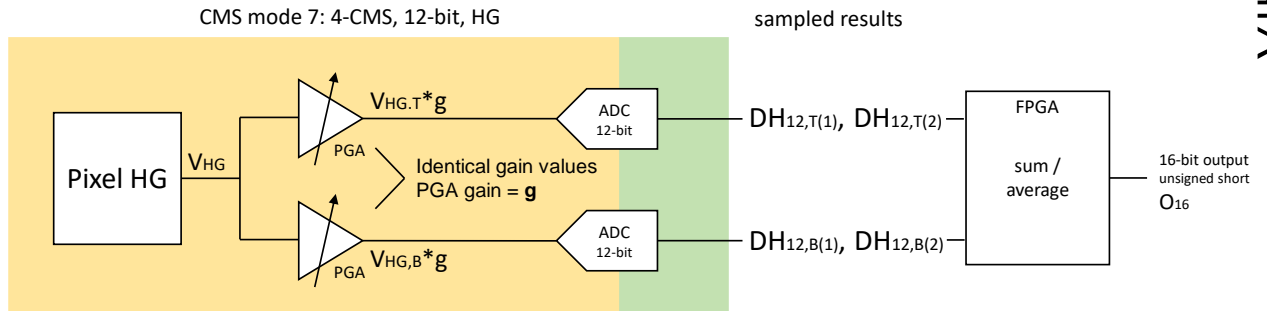 CMS mode 7: 4-CMS, 12-bit, HG
sampled results
Pixel HG
VHG
VHG.T*g
PGA
Identical gain values
PGA gain = g
VHG,B*g
PGA
ADC
12-bit
ADC
12-bit
DH12,T(1), DH12,T(2)
DH12,B(1), DH12,B(2)
FPGA
sum /
average
16-bit output
unsigned short
O16